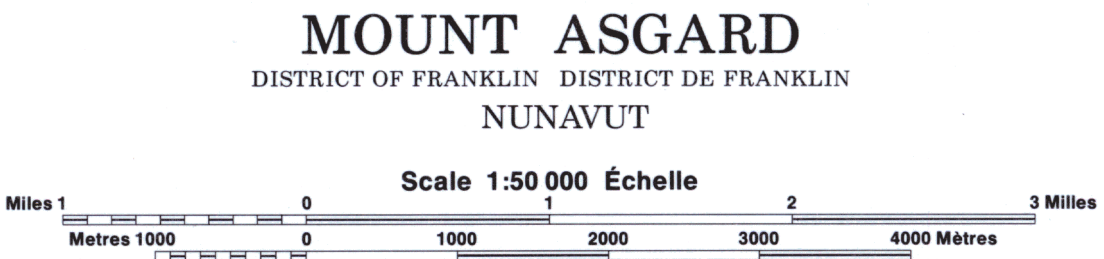 MOUNT ASGARD
DISTRICT OF FRANKLIN DISTRICT DE FRANKLIN
NUNAVUT
Scale 1:50 000 Échelle
Miles 1 0 1 2 3 Milles
Metres 1000 0 1000 2000 3000 4000 Mètres